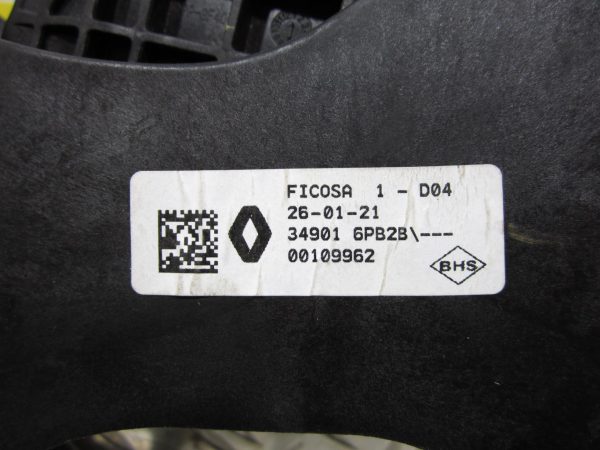 FICOSA 1 - D04
26-01-21
34901 6PB2B\---
00109962
BHS